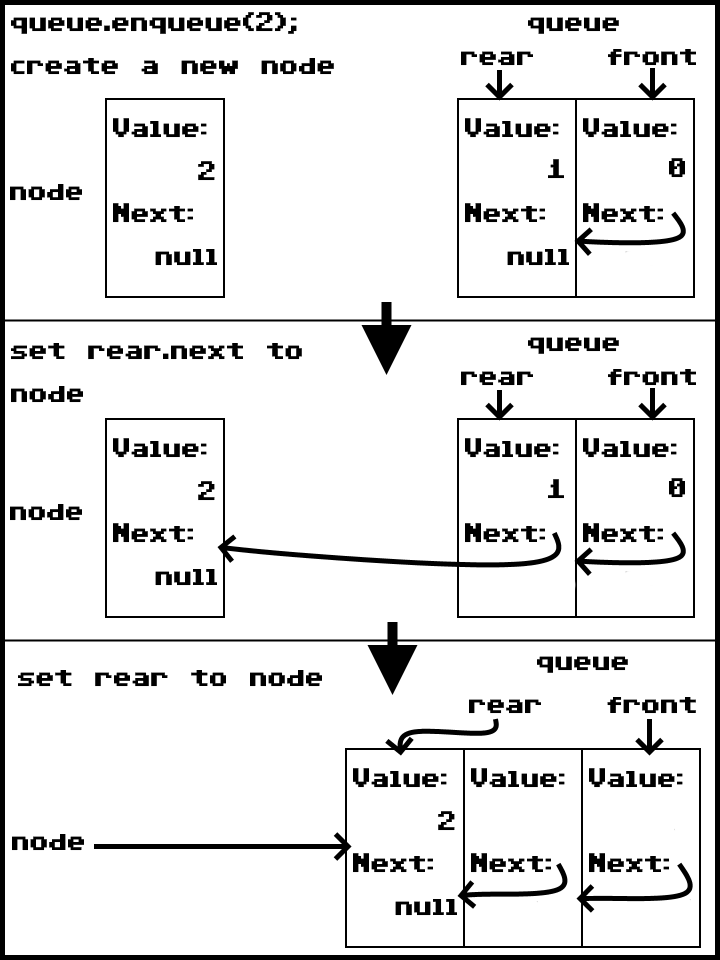 queue.enqueue(2);
queue
create a new node
rear front
Value: Value: Value:
2 1 0
node
Next: Next: Next:
null null
set rear.next to
queue
node
rear front
Value: Value: Value:
2 1 0
node
Next: Next: Next:
null
set rear to node
queue
rear front
Value: Value: Value:
2
node
Next: Next: Next:
null